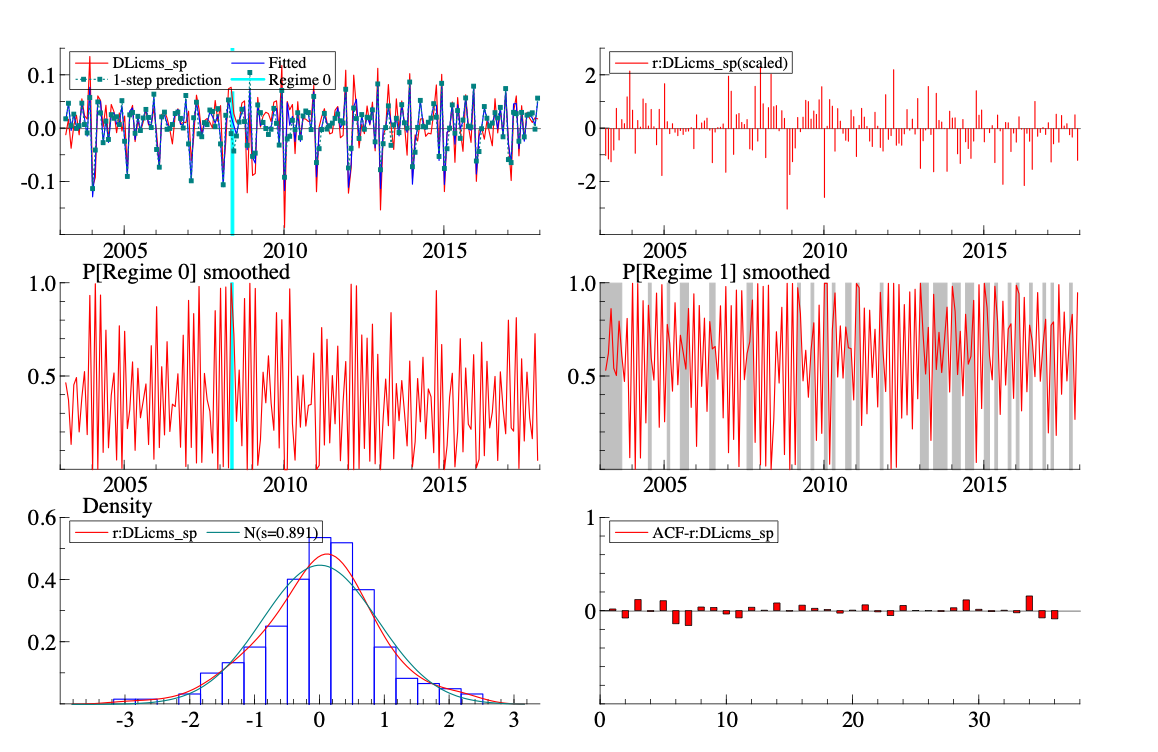 DLicms_sp Fitted
1-step prediction Regime 0
0.1
0.0
-0.1
2005 2010 2015
r:DLicms_sp(scaled)
2
0
-2
2005 2010 2015
P[Regime 0] smoothed
1.0
0.5
2005 2010 2015
P[Regime 1] smoothed
1.0
0.5
2005 2010 2015
Density
0.6
r:DLicms_sp N(s=0.891)
0.4
0.2
-3 -2 -1 0 1 2 3
1
ACF-r:DLicms_sp
0
0 10 20 30